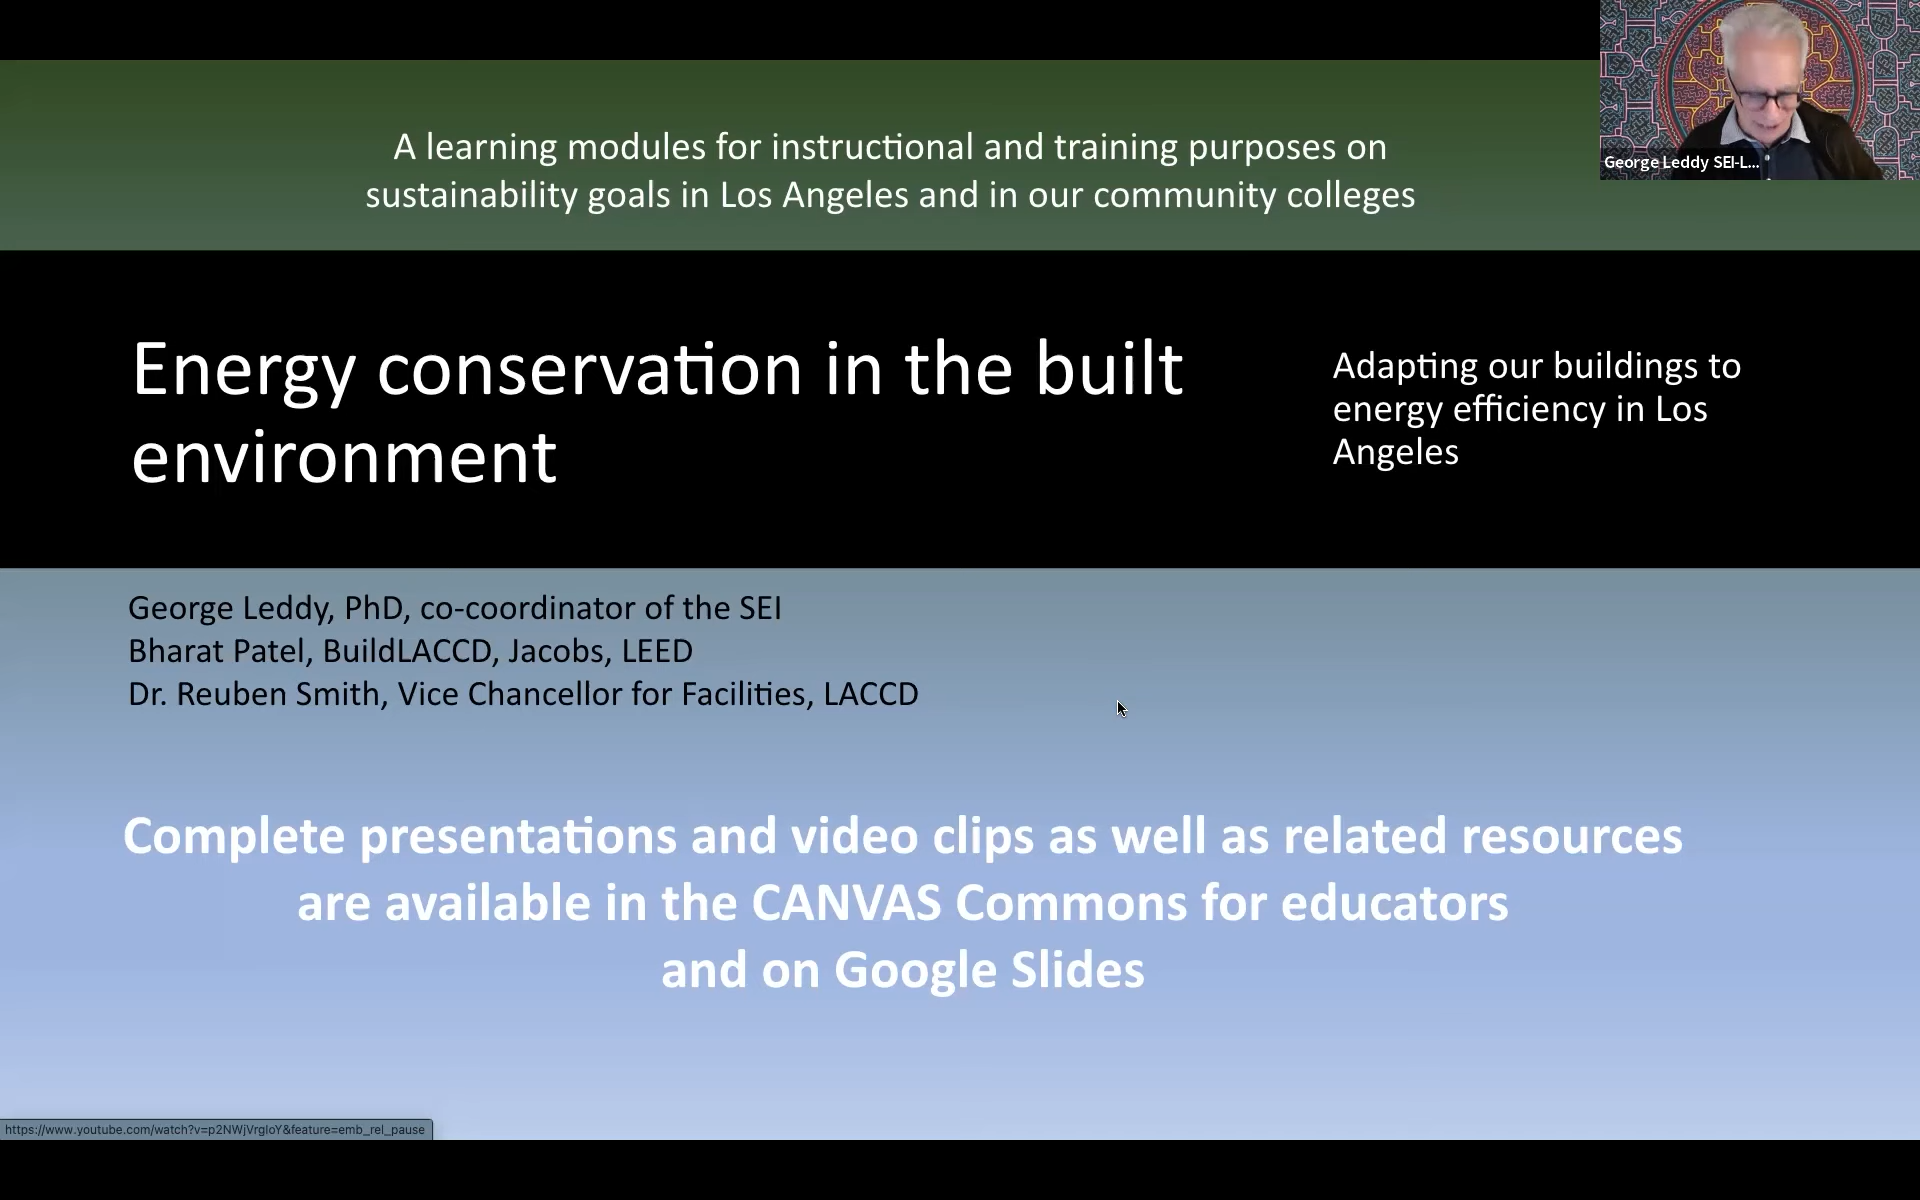 A learning modules for instructional and training purposes on
sustainability goals in Los Angeles and in our community colleges
George Leddy SEI-L...
Energy conservation in the built
environment
Adapting our buildings to
energy efficiency in Los
Angeles
George Leddy, PhD, co-coordinator of the SEI
Bharat Patel, BuildLACCD, Jacobs, LEED
Dr. Reuben Smith, Vice Chancellor for Facilities, LACCD
Complete presentations and video clips as well as related resources
are available in the CANVAS Commons for educators
and on Google Slides
https://www.youtube.com/watch?v=p2NWjVrgIoY&feature=emb_rel_pause